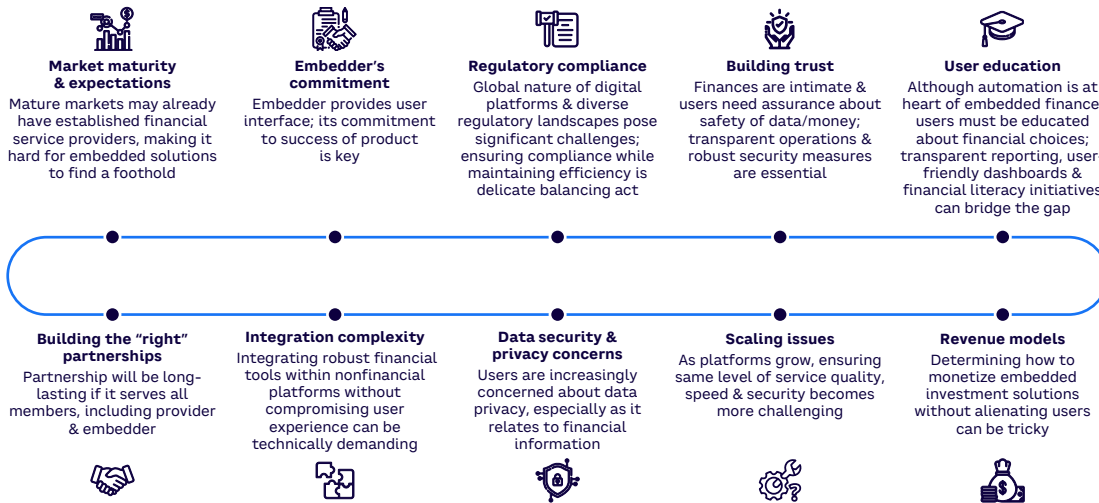 Market maturity
& expectations
Mature markets may already
have established financial
service providers, making it
hard for embedded solutions
to find a foothold
Embedder's
commitment
Embedder provides user
interface; its commitment
to success of product
is key
Regulatory compliance
Global nature of digital
platforms & diverse
regulatory landscapes pose
significant challenges;
ensuring compliance while
maintaining efficiency is
delicate balancing act
Building trust
Finances are intimate &
users need assurance about
safety of data/money;
transparent operations &
robust security measures
are essential
User education
Although automation is at
heart of embedded finance
users must be educated
about financial choices;
transparent reporting, user
friendly dashboards &
financial literacy initiatives
can bridge the gap
Building the “right”
partnerships
Partnership will be long-
lasting if it serves all
members, including provider
& embedder
Integration complexity
Integrating robust financial
tools within nonfinancial
platforms without
compromising user
experience can be
technically demanding
Data security &
privacy concerns
Users are increasingly
concerned about data
privacy, especially as it
relates to financial
information
Scaling issues
As platforms grow, ensuring
same level of service quality,
speed & security becomes
more challenging
Revenue models
Determining how to
monetize embedded
investment solutions
without alienating users
can be tricky